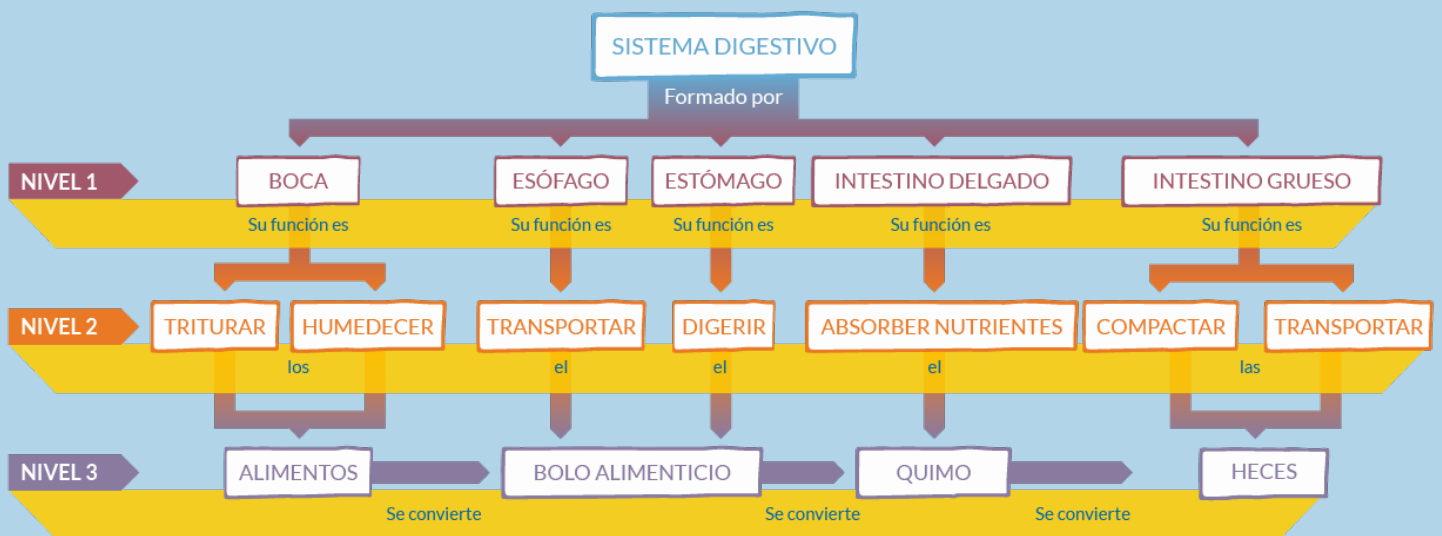 SISTEMA DIGESTIVO
Formado por
NIVEL 1
BOCA
ESÓFAGO
ESTÓMAGO
INTESTINO DELGADO
INTESTINO GRUESO
Su función es
Su función es
Su función es
Su función es
Su función es
NIVEL 2
TRITURAR
HUMEDECER
TRANSPORTAR
DIGERIR
ABSORBER NUTRIENTES
COMPACTAR
TRANSPORTAR
los
el
el
el
las
NIVEL 3
ALIMENTOS
BOLO ALIMENTICIO
QUIMO
HECES
Se convierte
Se convierte
Se convierte